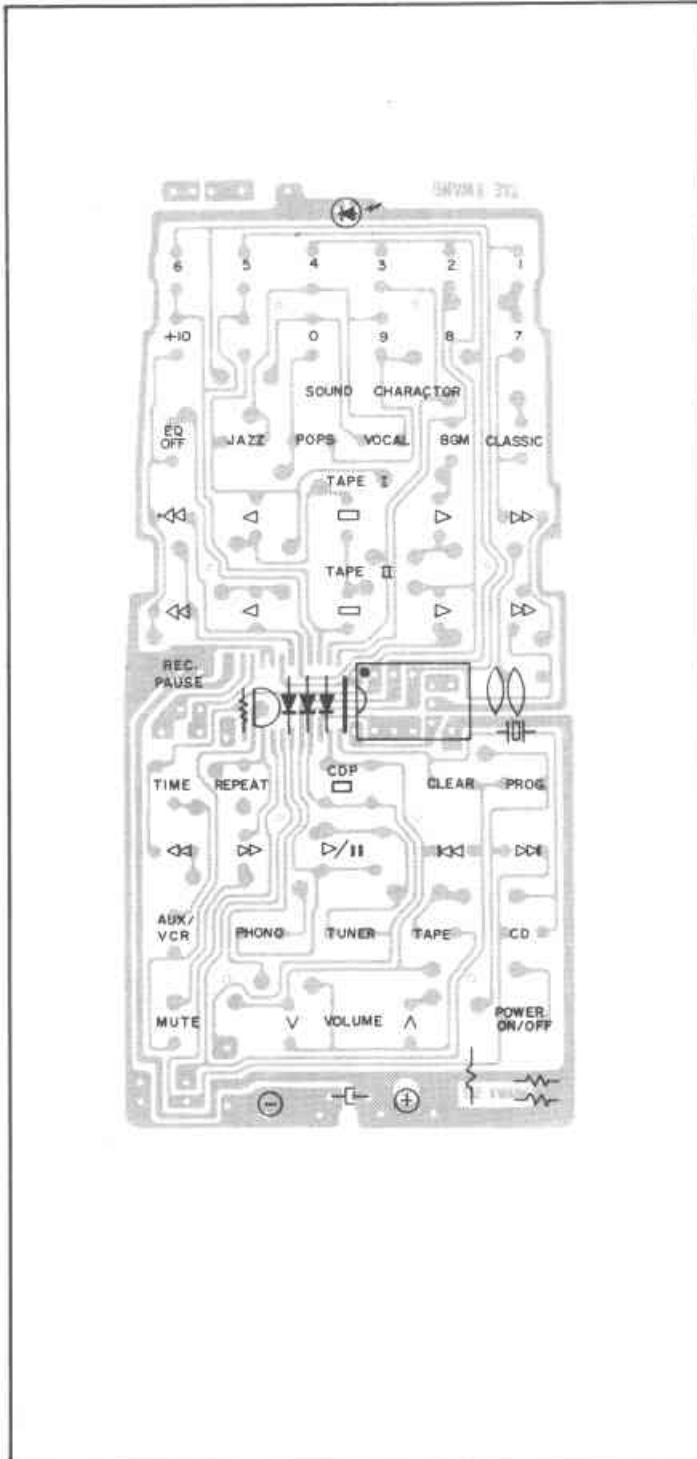 6 5 4 3 2 1
+10 0 9 8 7
SOUND CHARACTOR
EQ OFF JAZZ POPS VOCAL BGM CLASSIC
TAPE I
TAPE II
REC. PAUSE
CDP
TIME REPEAT CLEAR PROG
AUX/VCR PHONO TUNER TAPE CD
MUTE VOLUME POWER ON/OFF